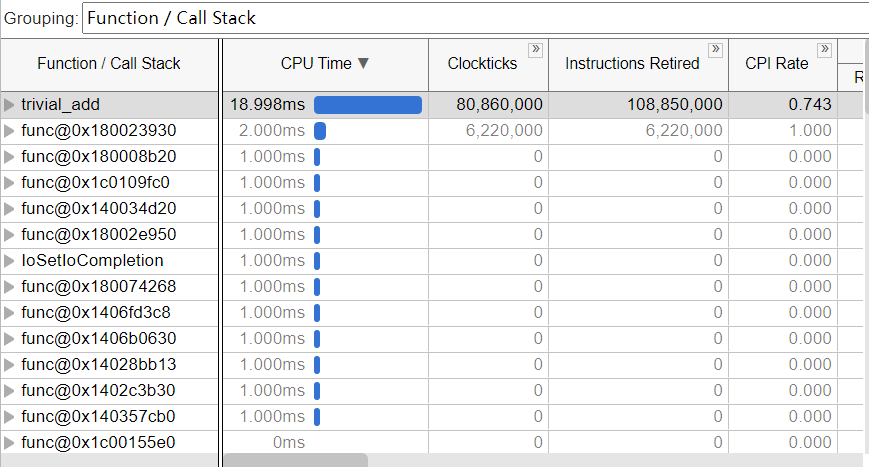 Grouping: Function / Call Stack
Function / Call Stack CPU Time ▼ Clockticks » Instructions Retired » CPI Rate »
trivial_add 18.998ms 80,860,000 108,850,000 0.743
func@0x180023930 2.000ms 6,220,000 6,220,000 1.000
func@0x180008b20 1.000ms 0 0 0.000
func@0x1c0109fc0 1.000ms 0 0 0.000
func@0x140034d20 1.000ms 0 0 0.000
func@0x18002e950 1.000ms 0 0 0.000
IoSetIoCompletion 1.000ms 0 0 0.000
func@0x180074268 1.000ms 0 0 0.000
func@0x1406fd3c8 1.000ms 0 0 0.000
func@0x1406b0630 1.000ms 0 0 0.000
func@0x14028bb13 1.000ms 0 0 0.000
func@0x1402c3b30 1.000ms 0 0 0.000
func@0x140357cb0 1.000ms 0 0 0.000
func@0x1c00155e0 0ms 0 0 0.000